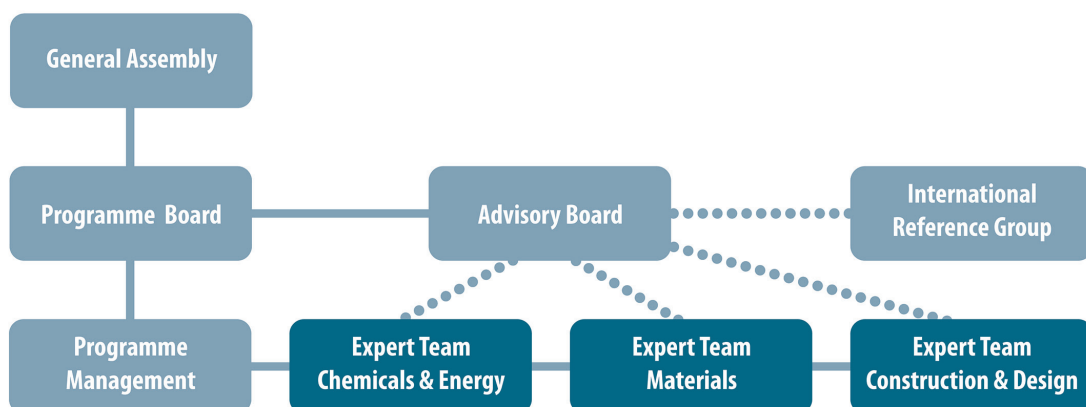 General Assembly
Programme Board
Advisory Board
International
Reference Group
Programme
Management
Expert Team
Chemicals & Energy
Expert Team
Materials
Expert Team
Construction & Design